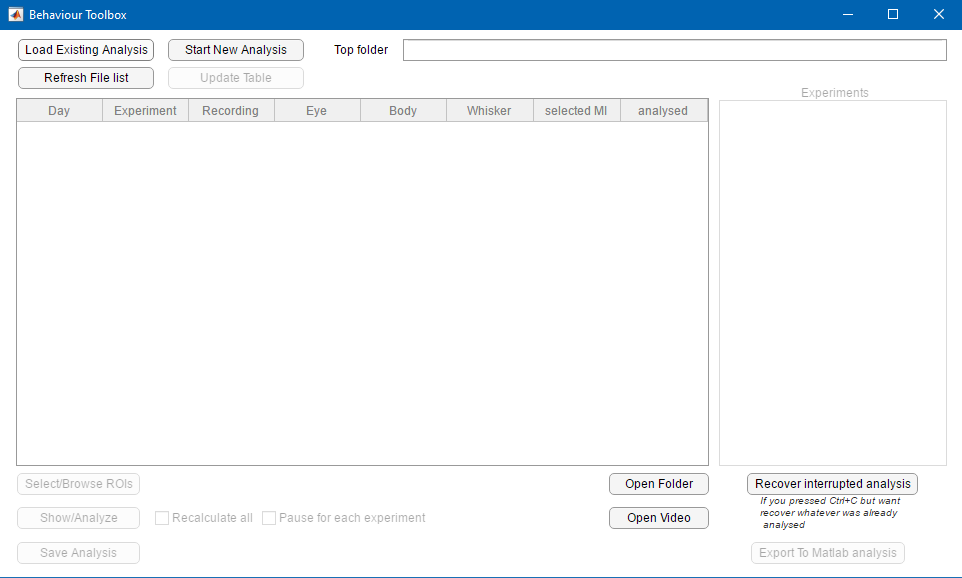 Behaviour Toolbox
Load Existing Analysis Start New Analysis Top folder
Refresh File list Update Table
Experiments
Day Experiment Recording Eye Body Whisker selected MI analysed
Select/Browse ROIs Open Folder Recover interrupted analysis
If you pressed Ctrl+C but want
recover whatever was already
analysed
Show/Analyze Recalculate all Pause for each experiment Open Video
Save Analysis Export To Matlab analysis